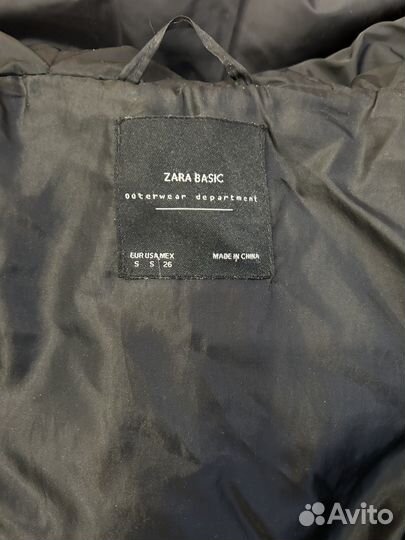 ZARA BASIC
outerwear department
EUR USA MEX
S S 26
MADE IN CHINA
Avito